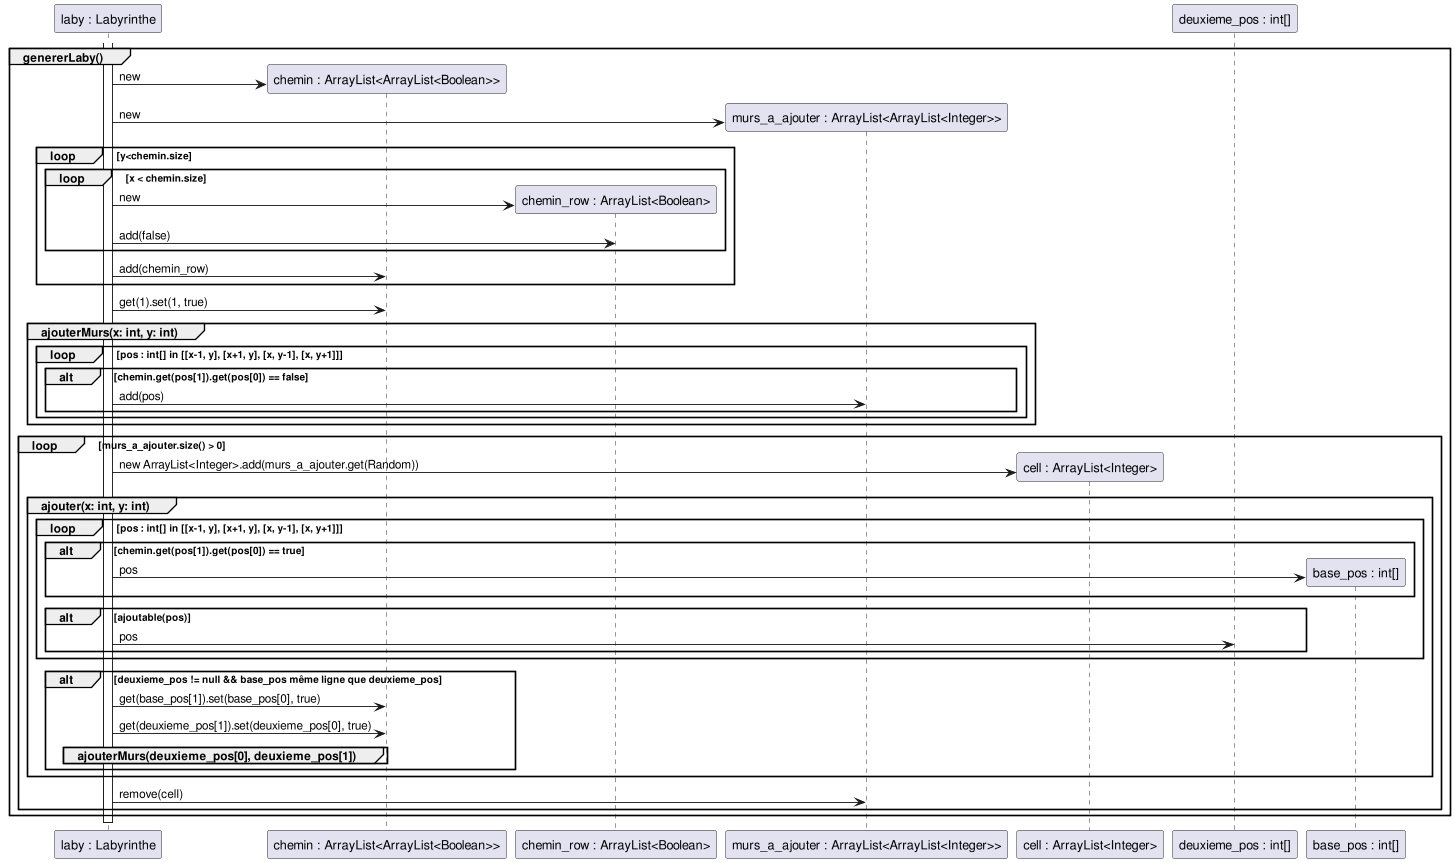 laby : Labyrinthe
deuxieme_pos : int[]
genererLaby()
new
chemin : ArrayList<ArrayList<Boolean>>
new
murs_a_ajouter : ArrayList<ArrayList<Integer>>
loop [y<chemin.size]
loop [x < chemin.size]
new
chemin_row : ArrayList<Boolean>
add(false)
add(chemin_row)
get(1).set(1, true)
ajouterMurs(x: int, y: int)
loop [pos : int[] in [[x-1, y], [x+1, y], [x, y-1], [x, y+1]]]
alt [chemin.get(pos[1]).get(pos[0]) == false]
add(pos)
loop [murs_a_ajouter.size() > 0]
new ArrayList<Integer>.add(murs_a_ajouter.get(Random))
cell : ArrayList<Integer>
ajouter(x: int, y: int)
loop [pos : int[] in [[x-1, y], [x+1, y], [x, y-1], [x, y+1]]]
alt [chemin.get(pos[1]).get(pos[0]) == true]
pos
base_pos : int[]
alt [ajoutable(pos)]
pos
alt [deuxieme_pos != null && base_pos même ligne que deuxieme_pos]
get(base_pos[1]).set(base_pos[0], true)
get(deuxieme_pos[1]).set(deuxieme_pos[0], true)
ajouterMurs(deuxieme_pos[0], deuxieme_pos[1])
remove(cell)
laby : Labyrinthe
chemin : ArrayList<ArrayList<Boolean>>
chemin_row : ArrayList<Boolean>
murs_a_ajouter : ArrayList<ArrayList<Integer>>
cell : ArrayList<Integer>
deuxieme_pos : int[]
base_pos : int[]